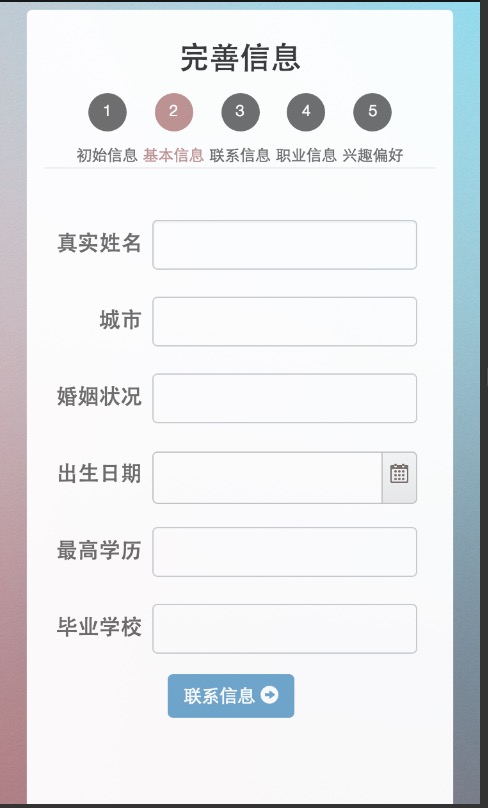 完善信息
1 2 3 4 5
初始信息 基本信息 联系信息 职业信息 兴趣偏好
真实姓名
城市
婚姻状况
出生日期
最高学历
毕业学校
联系信息